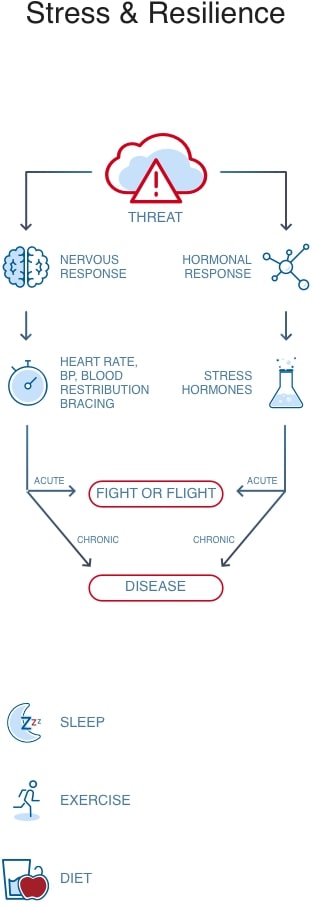 Stress & Resilience
THREAT
NERVOUS
RESPONSE
HORMONAL
RESPONSE
HEART RATE,
BP, BLOOD
RESTRIBUTION
BRACING
STRESS
HORMONES
ACUTE
FIGHT OR FLIGHT
ACUTE
CHRONIC
CHRONIC
DISEASE
Zzz
SLEEP
EXERCISE
DIET